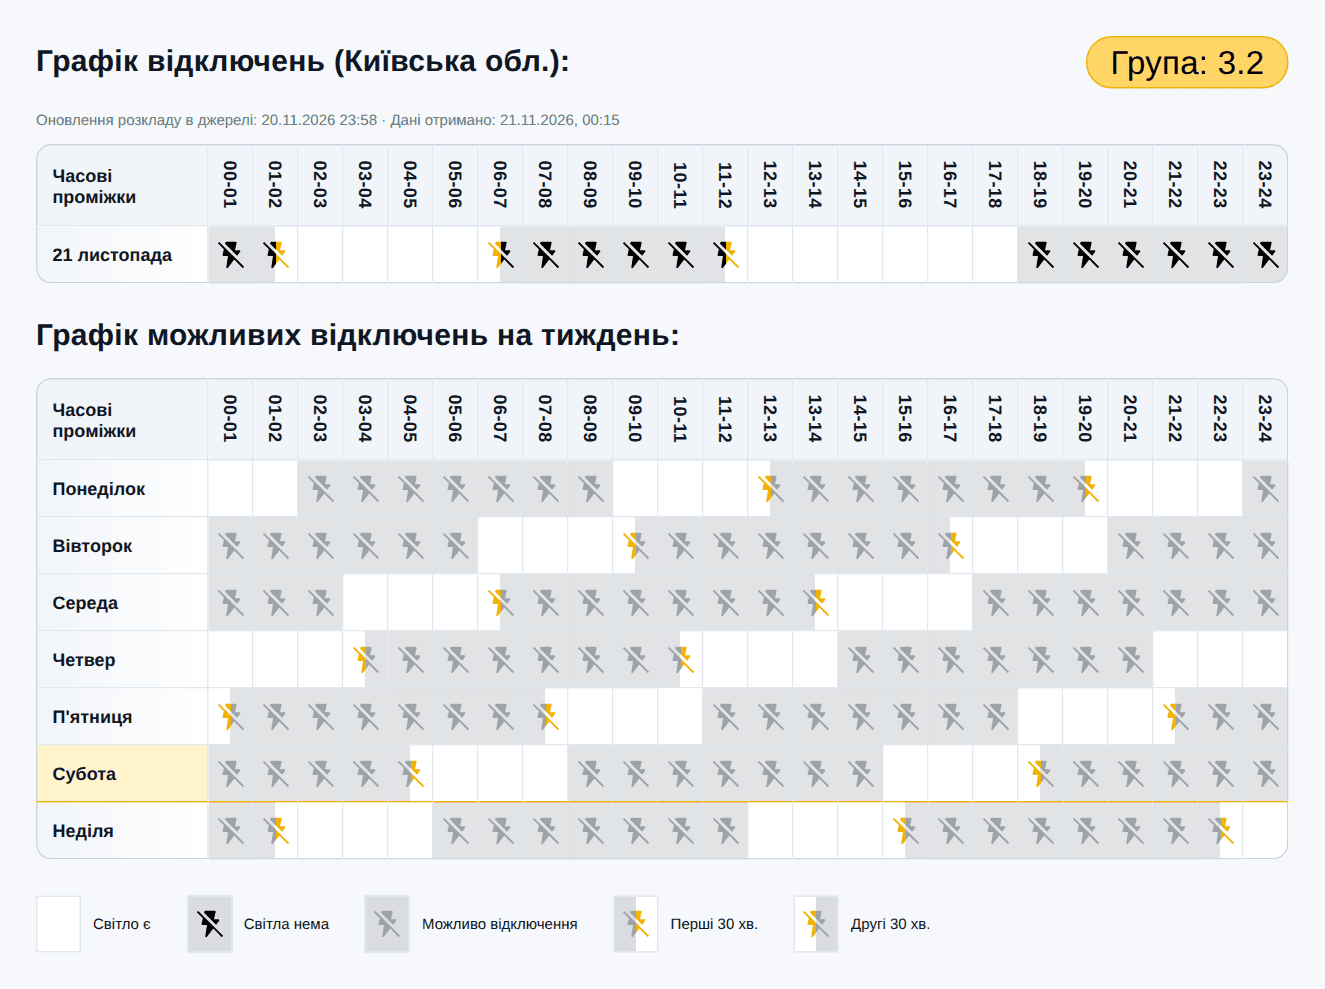 Графік відключень (Київська обл.):
Група: 3.2
Оновлення розкладу в джерелі: 20.11.2026 23:58 · Дані отримано: 21.11.2026, 00:15
Часові проміжки 00-01 01-02 02-03 03-04 04-05 05-06 06-07 07-08 08-09 09-10 10-11 11-12 12-13 13-14 14-15 15-16 16-17 17-18 18-19 19-20 20-21 21-22 22-23 23-24
21 листопада
Графік можливих відключень на тиждень:
Часові проміжки 00-01 01-02 02-03 03-04 04-05 05-06 06-07 07-08 08-09 09-10 10-11 11-12 12-13 13-14 14-15 15-16 16-17 17-18 18-19 19-20 20-21 21-22 22-23 23-24
Понеділок
Вівторок
Середа
Четвер
П'ятниця
Субота
Неділя
Світло є Світла нема Можливо відключення Перші 30 хв. Другі 30 хв.